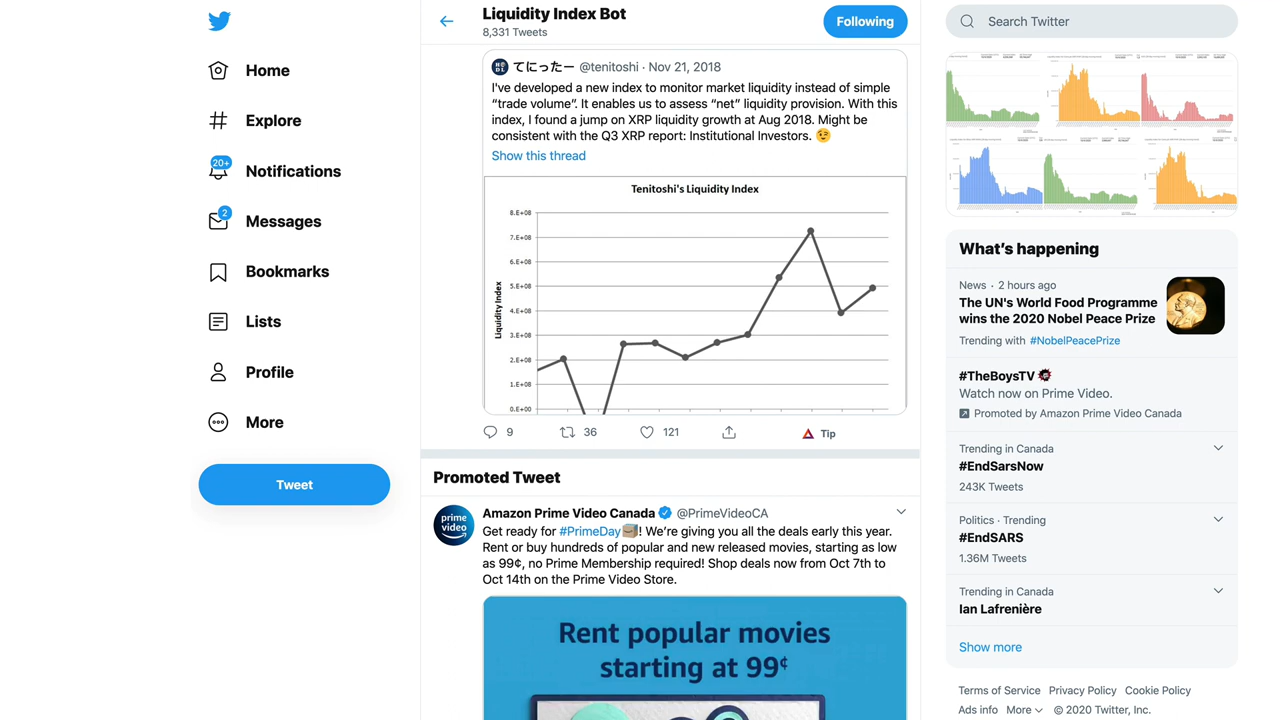 Home
Explore
20+
Notifications
2
Messages
Bookmarks
Lists
Profile
More
Tweet
Liquidity Index Bot
8,331 Tweets
Following
てにったー @tenitoshi · Nov 21, 2018
I've developed a new index to monitor market liquidity instead of simple
“trade volume”. It enables us to assess “net” liquidity provision. With this
index, I found a jump on XRP liquidity growth at Aug 2018. Might be
consistent with the Q3 XRP report: Institutional Investors. 😉
Show this thread
Tenitoshi's Liquidity Index
8.E+08
7.E+08
6.E+08
5.E+08
4.E+08
3.E+08
2.E+08
1.E+08
0.E+00
Liquidity Index
9 36 121 Tip
Promoted Tweet
prime
video
Amazon Prime Video Canada @PrimeVideoCA
Get ready for #PrimeDay📦! We’re giving you all the deals early this year.
Rent or buy hundreds of popular and new released movies, starting as low
as 99¢, no Prime Membership required! Shop deals now from Oct 7th to
Oct 14th on the Prime Video Store.
Rent popular movies
starting at 99¢
Search Twitter
What’s happening
News · 2 hours ago
The UN's World Food Programme
wins the 2020 Nobel Peace Prize
Trending with #NobelPeacePrize
#TheBoysTV
Watch now on Prime Video.
Promoted by Amazon Prime Video Canada
Trending in Canada
#EndSarsNow
243K Tweets
Politics · Trending
#EndSARS
1.36M Tweets
Trending in Canada
Ian Lafrenière
Show more
Terms of Service Privacy Policy Cookie Policy
Ads info More © 2020 Twitter, Inc.